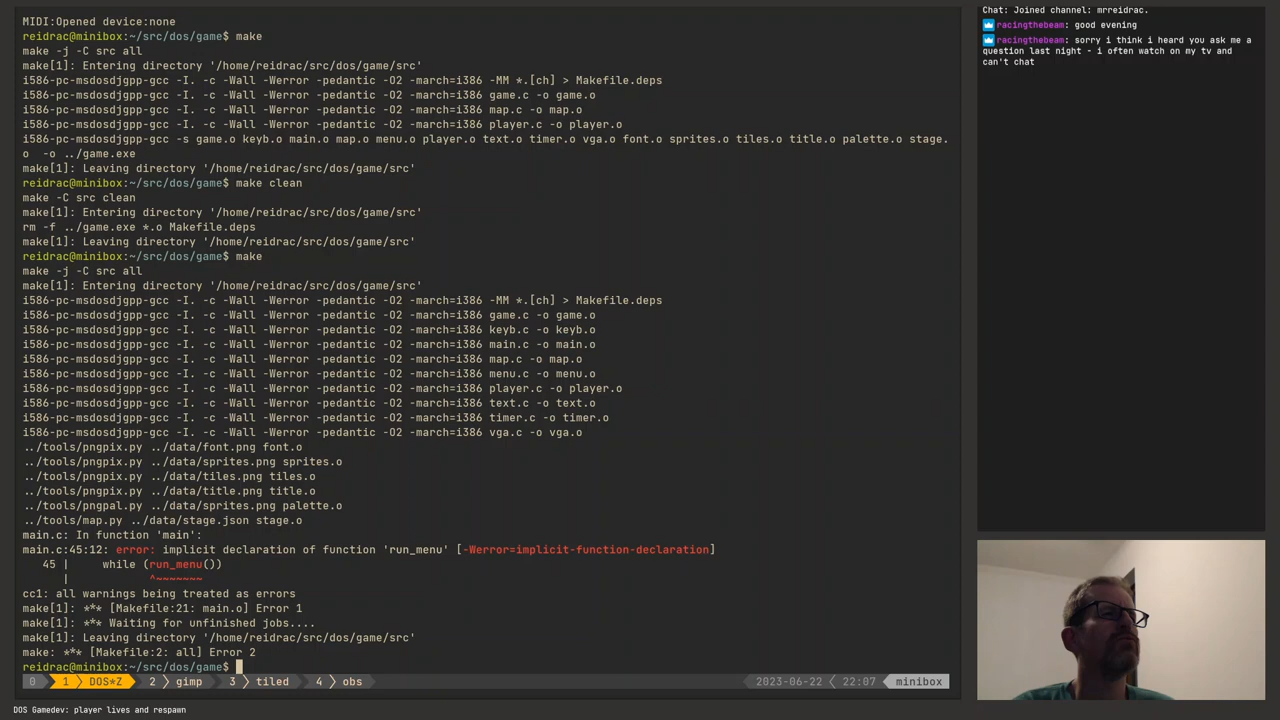 MIDI:Opened device:none
reidrac@minibox:~/src/dos/game$ make
make -j -C src all
make[1]: Entering directory '/home/reidrac/src/dos/game/src'
i586-pc-msdosdjgpp-gcc -I. -c -Wall -Werror -pedantic -O2 -march=i386 -MM *.[ch] > Makefile.deps
i586-pc-msdosdjgpp-gcc -I. -c -Wall -Werror -pedantic -O2 -march=i386 game.c -o game.o
i586-pc-msdosdjgpp-gcc -I. -c -Wall -Werror -pedantic -O2 -march=i386 map.c -o map.o
i586-pc-msdosdjgpp-gcc -I. -c -Wall -Werror -pedantic -O2 -march=i386 player.c -o player.o
i586-pc-msdosdjgpp-gcc -s game.o keyb.o main.o map.o menu.o player.o text.o timer.o vga.o font.o sprites.o tiles.o title.o palette.o stage.
o  -o ../game.exe
make[1]: Leaving directory '/home/reidrac/src/dos/game/src'
reidrac@minibox:~/src/dos/game$ make clean
make -C src clean
make[1]: Entering directory '/home/reidrac/src/dos/game/src'
rm -f ../game.exe *.o Makefile.deps
make[1]: Leaving directory '/home/reidrac/src/dos/game/src'
reidrac@minibox:~/src/dos/game$ make
make -j -C src all
make[1]: Entering directory '/home/reidrac/src/dos/game/src'
i586-pc-msdosdjgpp-gcc -I. -c -Wall -Werror -pedantic -O2 -march=i386 -MM *.[ch] > Makefile.deps
i586-pc-msdosdjgpp-gcc -I. -c -Wall -Werror -pedantic -O2 -march=i386 game.c -o game.o
i586-pc-msdosdjgpp-gcc -I. -c -Wall -Werror -pedantic -O2 -march=i386 keyb.c -o keyb.o
i586-pc-msdosdjgpp-gcc -I. -c -Wall -Werror -pedantic -O2 -march=i386 main.c -o main.o
i586-pc-msdosdjgpp-gcc -I. -c -Wall -Werror -pedantic -O2 -march=i386 map.c -o map.o
i586-pc-msdosdjgpp-gcc -I. -c -Wall -Werror -pedantic -O2 -march=i386 menu.c -o menu.o
i586-pc-msdosdjgpp-gcc -I. -c -Wall -Werror -pedantic -O2 -march=i386 player.c -o player.o
i586-pc-msdosdjgpp-gcc -I. -c -Wall -Werror -pedantic -O2 -march=i386 text.c -o text.o
i586-pc-msdosdjgpp-gcc -I. -c -Wall -Werror -pedantic -O2 -march=i386 timer.c -o timer.o
i586-pc-msdosdjgpp-gcc -I. -c -Wall -Werror -pedantic -O2 -march=i386 vga.c -o vga.o
../tools/pngpix.py ../data/font.png font.o
../tools/pngpix.py ../data/sprites.png sprites.o
../tools/pngpix.py ../data/tiles.png tiles.o
../tools/pngpix.py ../data/title.png title.o
../tools/pngpal.py ../data/sprites.png palette.o
../tools/map.py ../data/stage.json stage.o
main.c: In function 'main':
main.c:45:12: error: implicit declaration of function 'run_menu' [-Werror=implicit-function-declaration]
45 |     while (run_menu())
|            ^~~~~~~~
cc1: all warnings being treated as errors
make[1]: *** [Makefile:21: main.o] Error 1
make[1]: *** Waiting for unfinished jobs....
make[1]: Leaving directory '/home/reidrac/src/dos/game/src'
make: *** [Makefile:2: all] Error 2
reidrac@minibox:~/src/dos/game$
0 1 DOS*Z 2 gimp 3 tiled 4 obs 2023-06-22 22:07 minibox
DOS Gamedev: player lives and respawn
Chat: Joined channel: mrreidrac.
racingthebeam: good evening
racingthebeam: sorry i think i heard you ask me a
question last night - i often watch on my tv and
can't chat